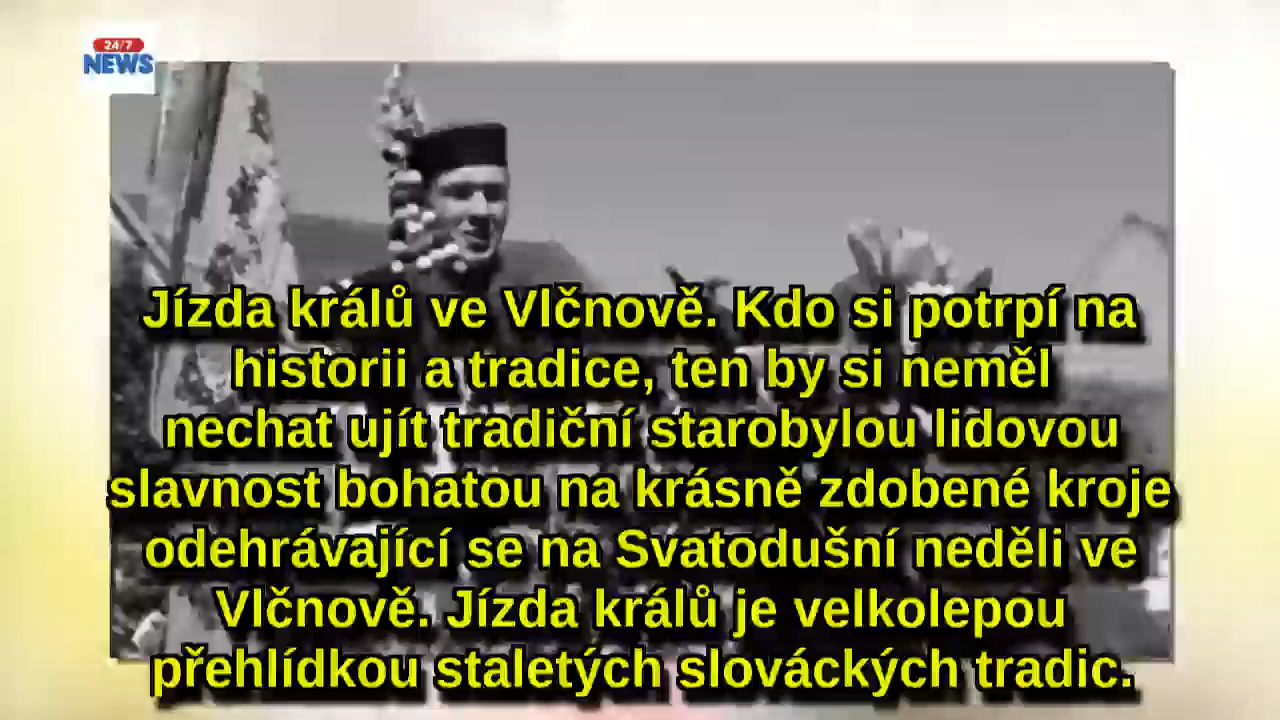 24/7
NEWS
Jízda králů ve Vlčnově. Kdo si potrpí na
historii a tradice, ten by si neměl
nechat ujít tradiční starobylou lidovou
slavnost bohatou na krásně zdobené kroje
odehrávající se na Svatodušní neděli ve
Vlčnově. Jízda králů je velkolepou
přehlídkou staletých slováckých tradic.